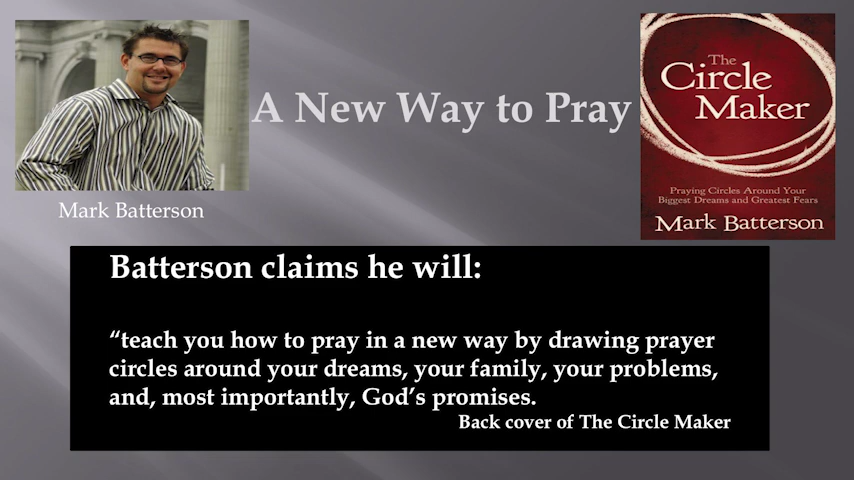 A New Way to Pray
Mark Batterson
The
Circle
Maker
Praying Circles Around Your
Biggest Dreams and Greatest Fears
Mark Batterson
Batterson claims he will:
“teach you how to pray in a new way by drawing prayer
circles around your dreams, your family, your problems,
and, most importantly, God’s promises.
Back cover of The Circle Maker